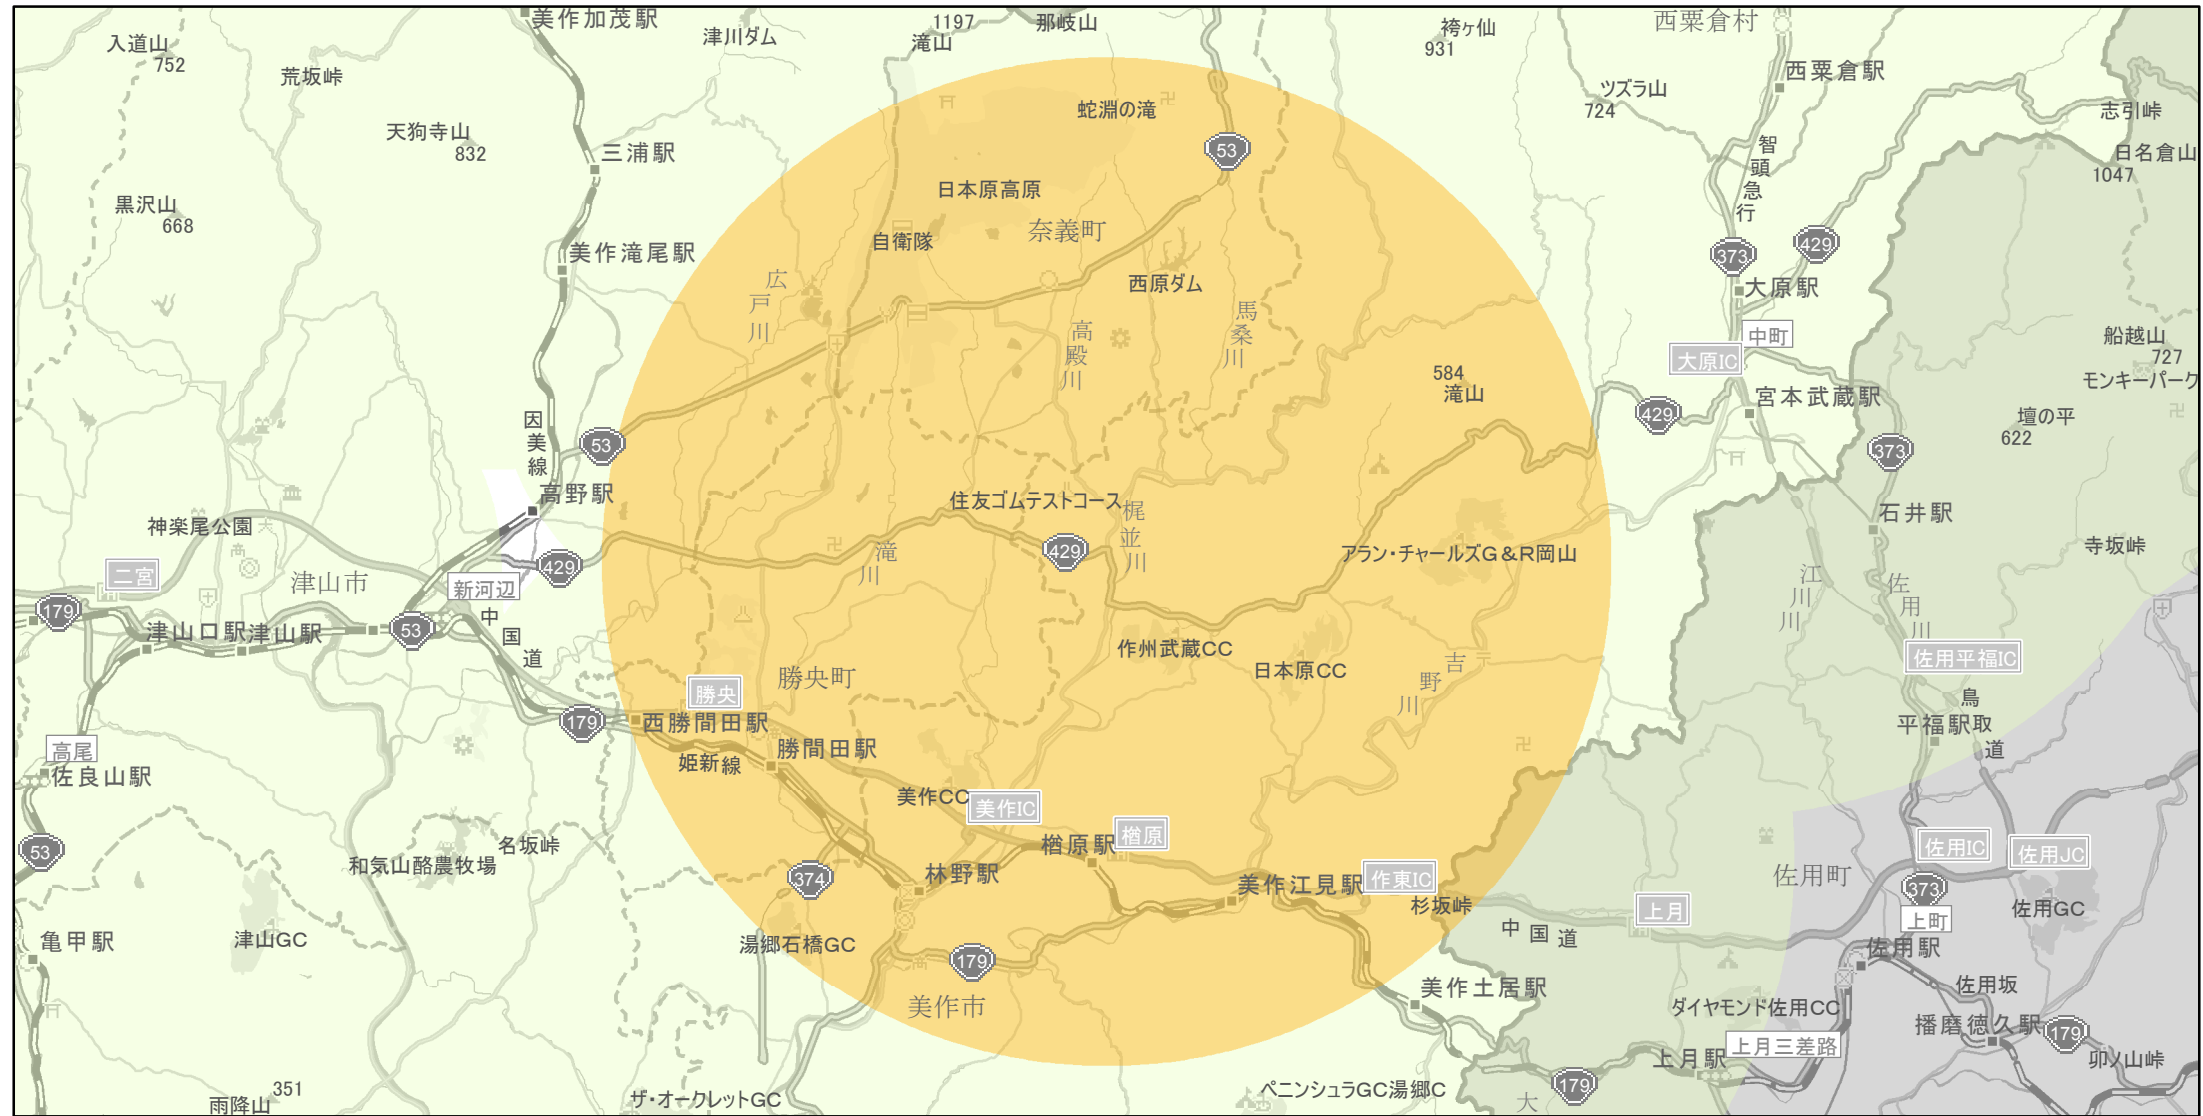 美作加茂駅
入道山
752
荒坂峠
津川ダム
1197
滝山
那岐山
袴ヶ仙
931
西粟倉村
西粟倉駅
ツズラ山
724
志引峠
日名倉山
1047
天狗寺山
832
三浦駅
蛇淵の滝
53
智頭急行
黒沢山
668
日本原高原
自衛隊
奈義町
美作滝尾駅
西原ダム
373
429
大原駅
広戸川
高殿川
馬桑川
中町
大原IC
船越山
727
モンキーパーク
584
滝山
宮本武蔵駅
429
壇の平
622
因美線
53
373
高野駅
住友ゴムテストコース
梶並川
石井駅
神楽尾公園
429
アラン・チャールズG&R岡山
寺坂峠
二宮
津山市
新河辺
429
滝川
江川川
佐用川
179
津山口駅
津山駅
53
中国道
作州武蔵CC
日本原CC
吉野川
佐用平福IC
勝央町
勝央
鳥取道
平福駅
高尾
佐良山駅
179
西勝間田駅
勝間田駅
姫新線
美作CC
美作IC
楢原駅
楢原
53
和気山酪農牧場
名坂峠
374
林野駅
美作江見駅
作東IC
杉坂峠
上月
佐用町
佐用IC
佐用JC
373
上町
佐用GC
亀甲駅
津山GC
湯郷石橋GC
179
中国道
佐用駅
佐用坂
美作市
美作土居駅
ダイヤモンド佐用CC
播磨徳久駅
179
上月三差路
上月駅
卯ノ山峠
351
雨降山
ザ・オークレットGC
ペニンシュラGC湯郷C
179
大